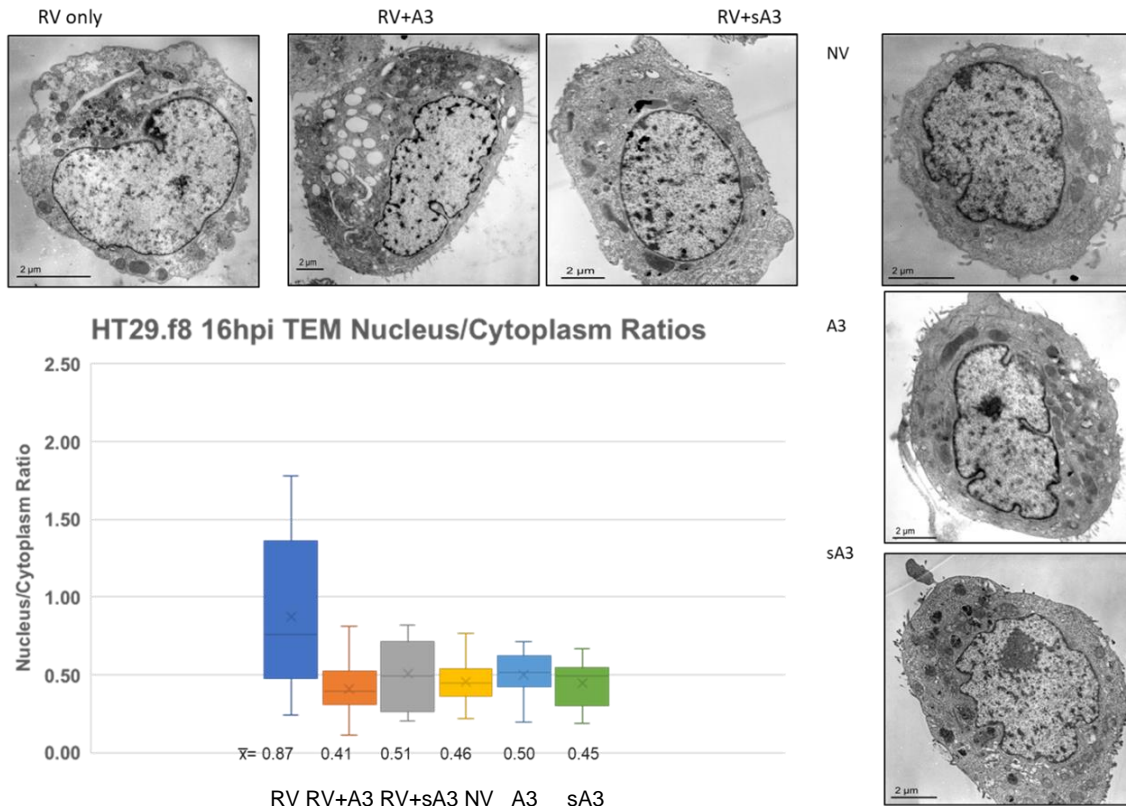 RV only
RV+A3
RV+sA3
NV
2 µm
2 µm
2 µm
2 µm
A3
2 µm
sA3
2 µm
HT29.f8 16hpi TEM Nucleus/Cytoplasm Ratios
Nucleus/Cytoplasm Ratio
2.50
2.00
1.50
1.00
0.50
0.00
x̅= 0.87 0.41 0.51 0.46 0.50 0.45
RV RV+A3 RV+sA3 NV A3 sA3